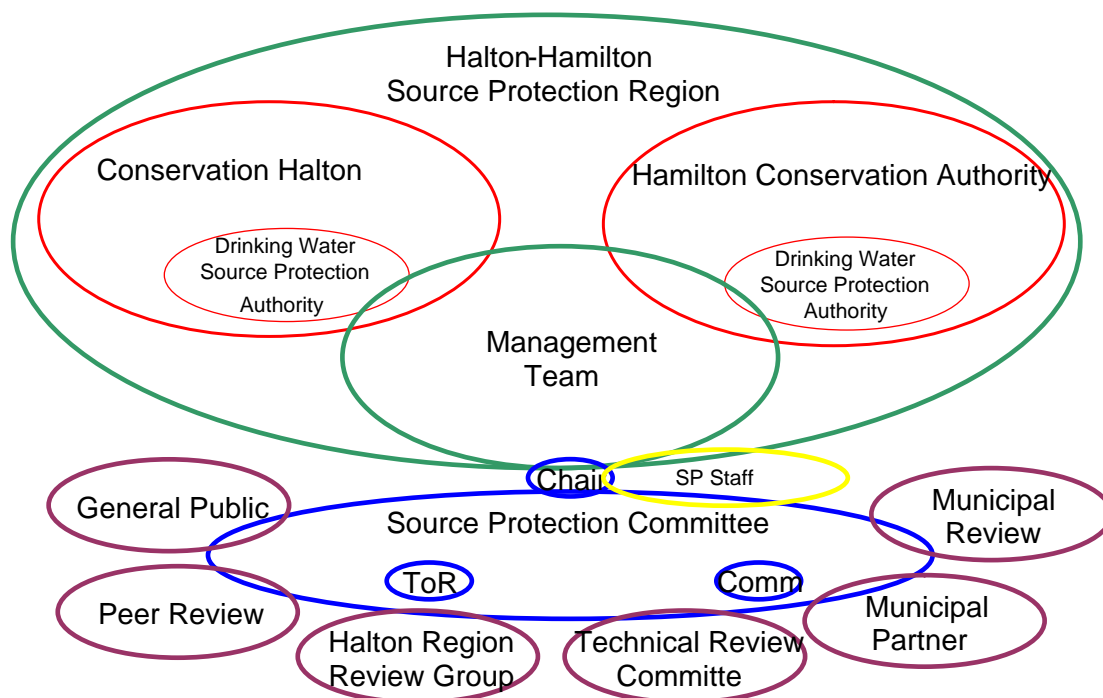 Halton-Hamilton
Source Protection Region
Conservation Halton
Hamilton Conservation Authority
Drinking Water
Source Protection
Authority
Drinking Water
Source Protection
Authority
Management
Team
Chair
SP Staff
General Public
Source Protection Committee
Municipal
Review
ToR
Comm
Peer Review
Municipal
Partner
Halton Region
Review Group
Technical Review
Committe